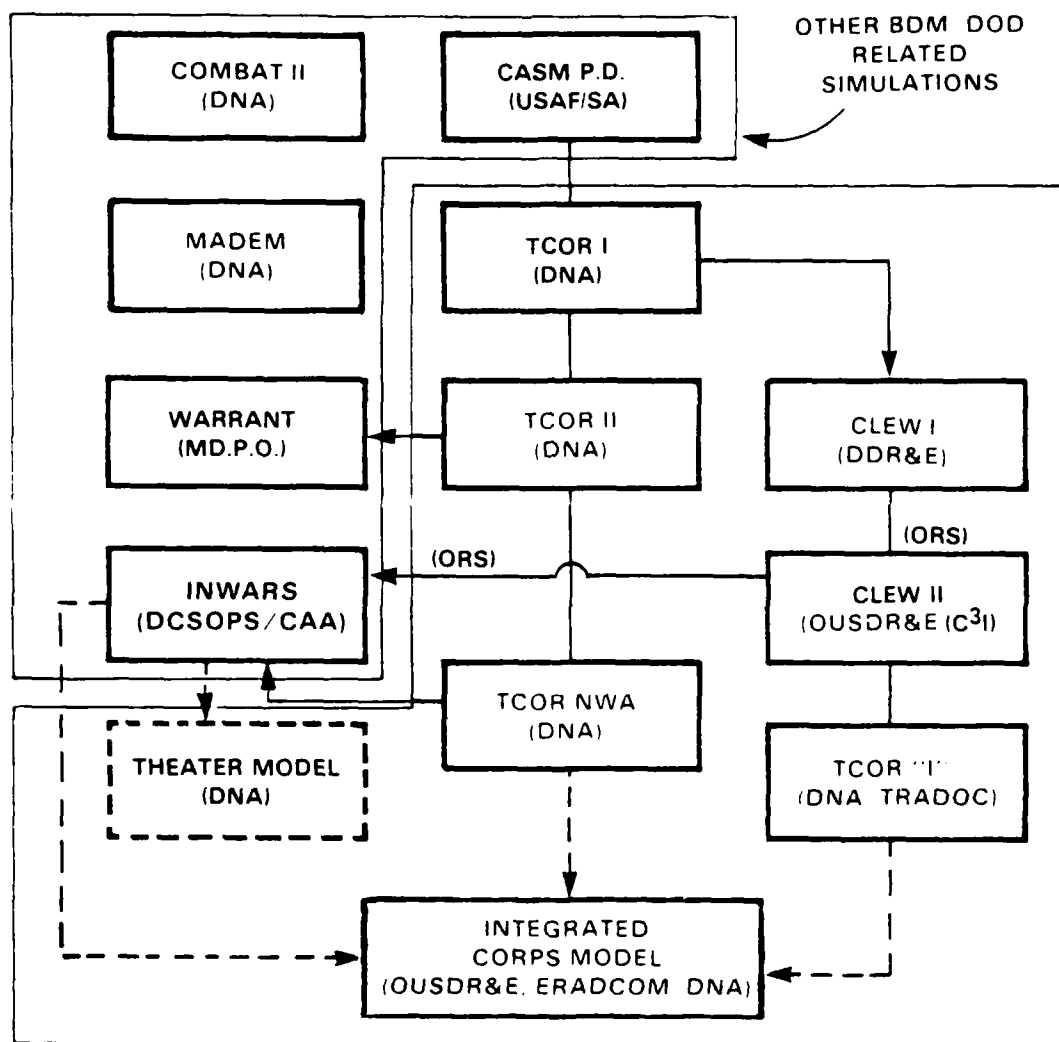 OTHER BDM DOD
RELATED
SIMULATIONS
COMBAT II
(DNA)
CASM P.D.
(USAF/SA)
MADEM
(DNA)
TCOR I
(DNA)
WARRANT
(MD.P.O.)
TCOR II
(DNA)
CLEW I
(DDR&E)
(ORS)
(ORS)
INWARS
(DCSOPS/CAA)
CLEW II
(OUSDR&E (C³I)
TCOR NWA
(DNA)
THEATER MODEL
(DNA)
TCOR "I"
(DNA TRADOC)
INTEGRATED
CORPS MODEL
(OUSDR&E, ERADCOM DNA)